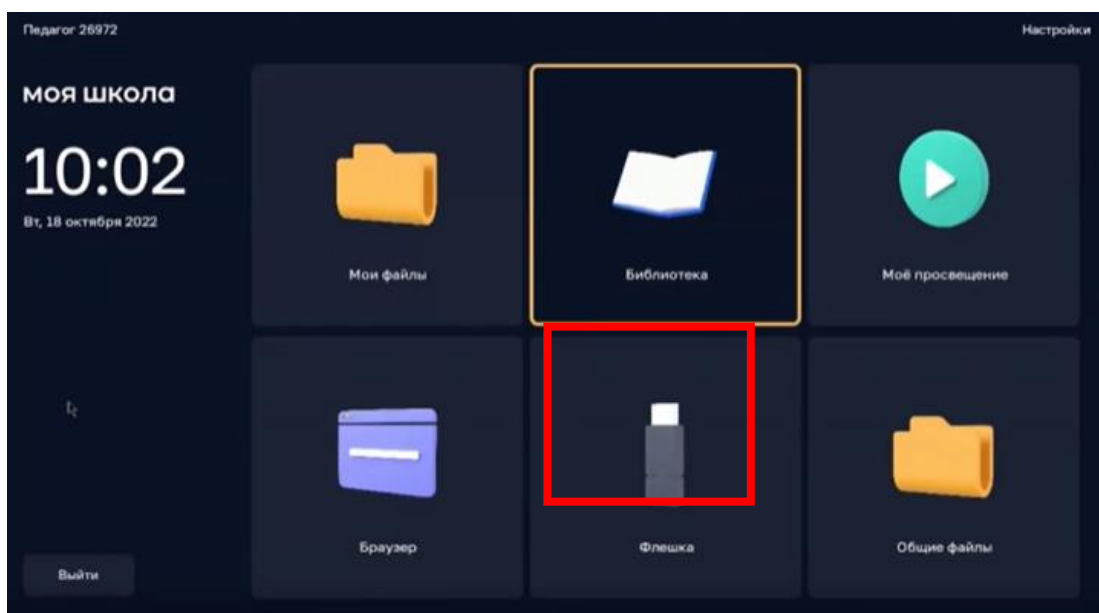 Педагог 26972
Настройки
моя школа
10:02
Вт, 18 октября 2022
Мои файлы
Библиотека
Моё просвещение
Браузер
Флешка
Общие файлы
Выйти